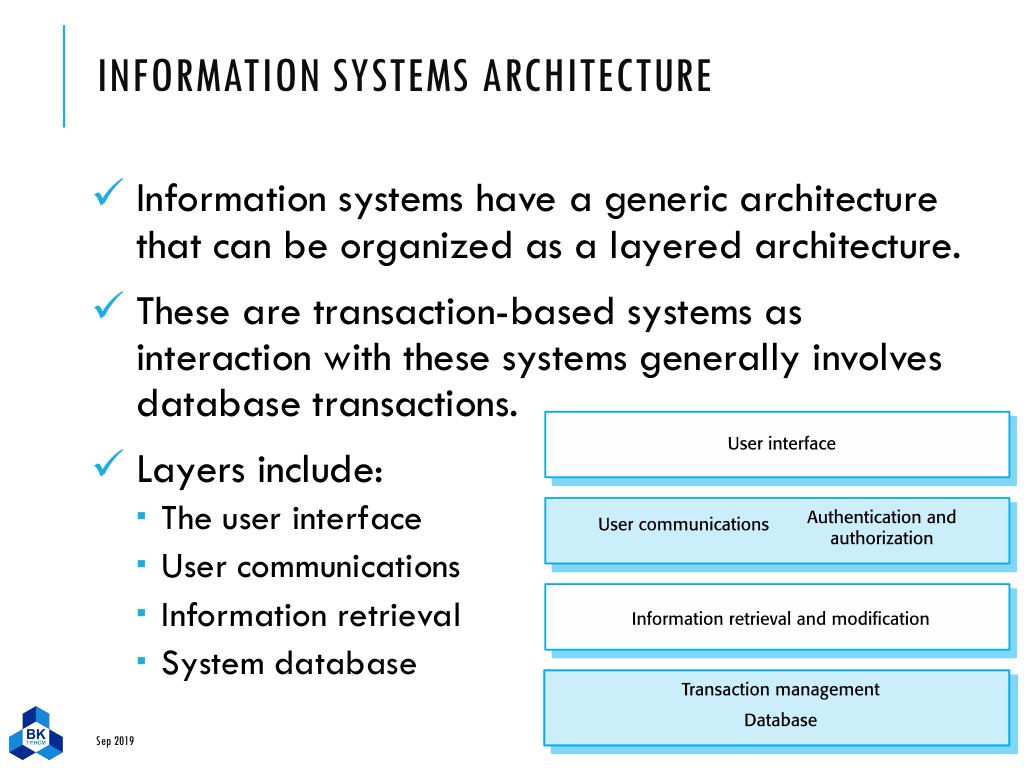 INFORMATION SYSTEMS ARCHITECTURE
✓ Information systems have a generic architecture
that can be organized as a layered architecture.
✓ These are transaction-based systems as
interaction with these systems generally involves
database transactions.
✓ Layers include:
▪ The user interface
▪ User communications
▪ Information retrieval
▪ System database
User interface
User communications
Authentication and
authorization
Information retrieval and modification
Transaction management
Database
BK
TP.HCM
Sep 2019